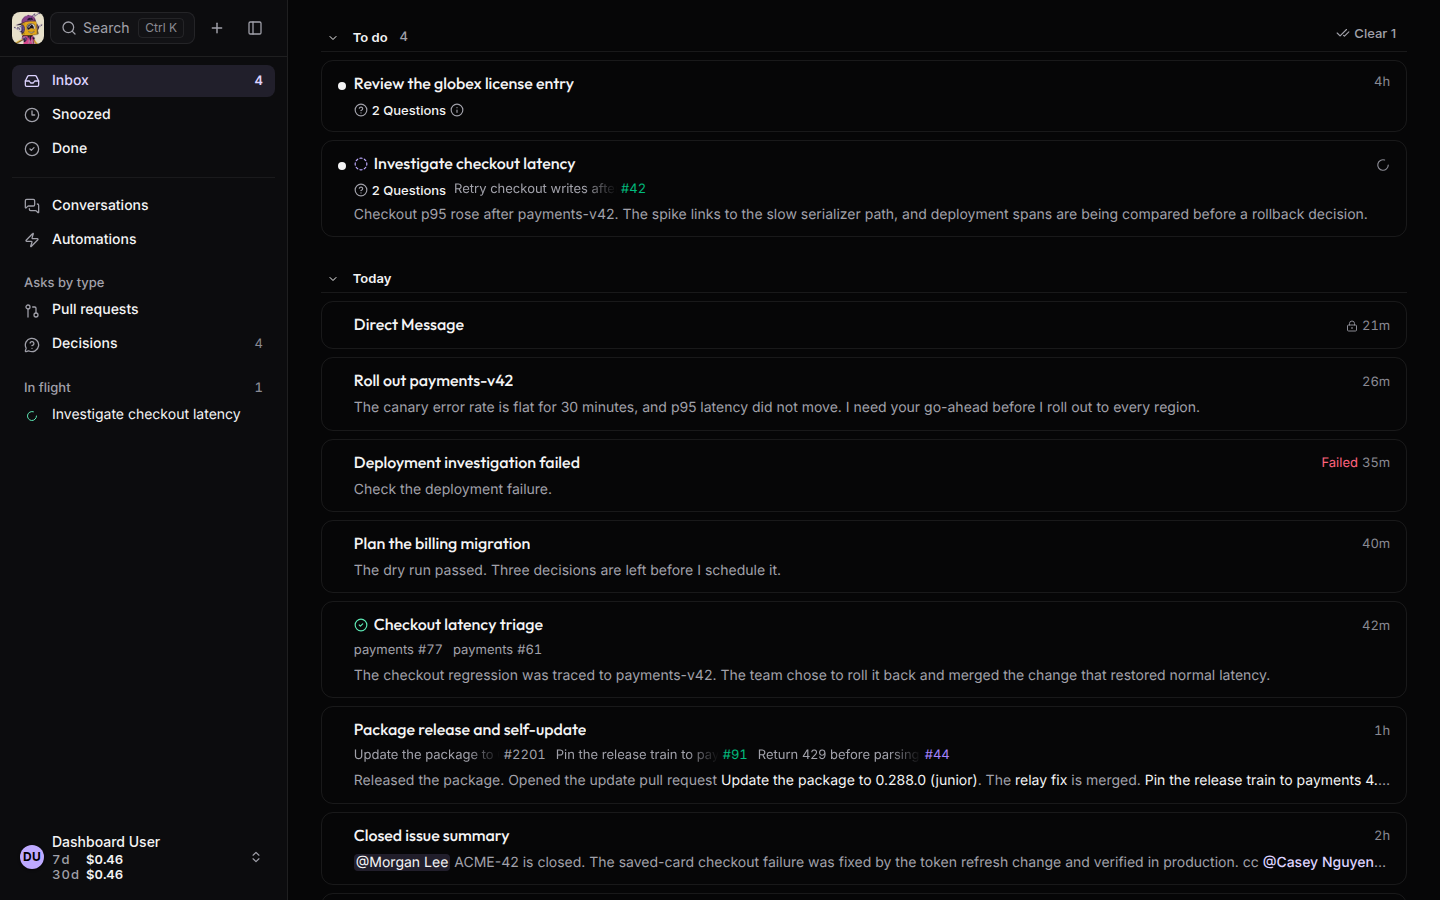 Search Ctrl K
Inbox 4
Snoozed
Done
Conversations
Automations
Asks by type
Pull requests
Decisions 4
In flight 1
Investigate checkout latency
DU Dashboard User
7d $0.46
30d $0.46
To do 4 Clear 1
Review the globex license entry 4h
2 Questions
Investigate checkout latency
2 Questions Retry checkout writes afte #42
Checkout p95 rose after payments-v42. The spike links to the slow serializer path, and deployment spans are being compared before a rollback decision.
Today
Direct Message 21m
Roll out payments-v42 26m
The canary error rate is flat for 30 minutes, and p95 latency did not move. I need your go-ahead before I roll out to every region.
Deployment investigation failed Failed 35m
Check the deployment failure.
Plan the billing migration 40m
The dry run passed. Three decisions are left before I schedule it.
Checkout latency triage 42m
payments #77 payments #61
The checkout regression was traced to payments-v42. The team chose to roll it back and merged the change that restored normal latency.
Package release and self-update 1h
Update the package to #2201 Pin the release train to pay #91 Return 429 before parsing #44
Released the package. Opened the update pull request Update the package to 0.288.0 (junior). The relay fix is merged. Pin the release train to payments 4....
Closed issue summary 2h
@Morgan Lee ACME-42 is closed. The saved-card checkout failure was fixed by the token refresh change and verified in production. cc @Casey Nguyen...